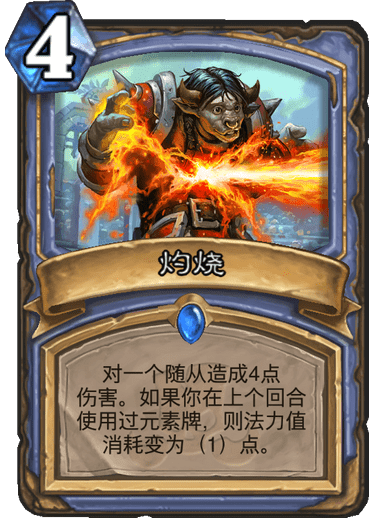 4
灼烧
对一个随从造成4点
伤害。如果你在上个回合
使用过元素牌，则法力值
消耗变为（1）点。